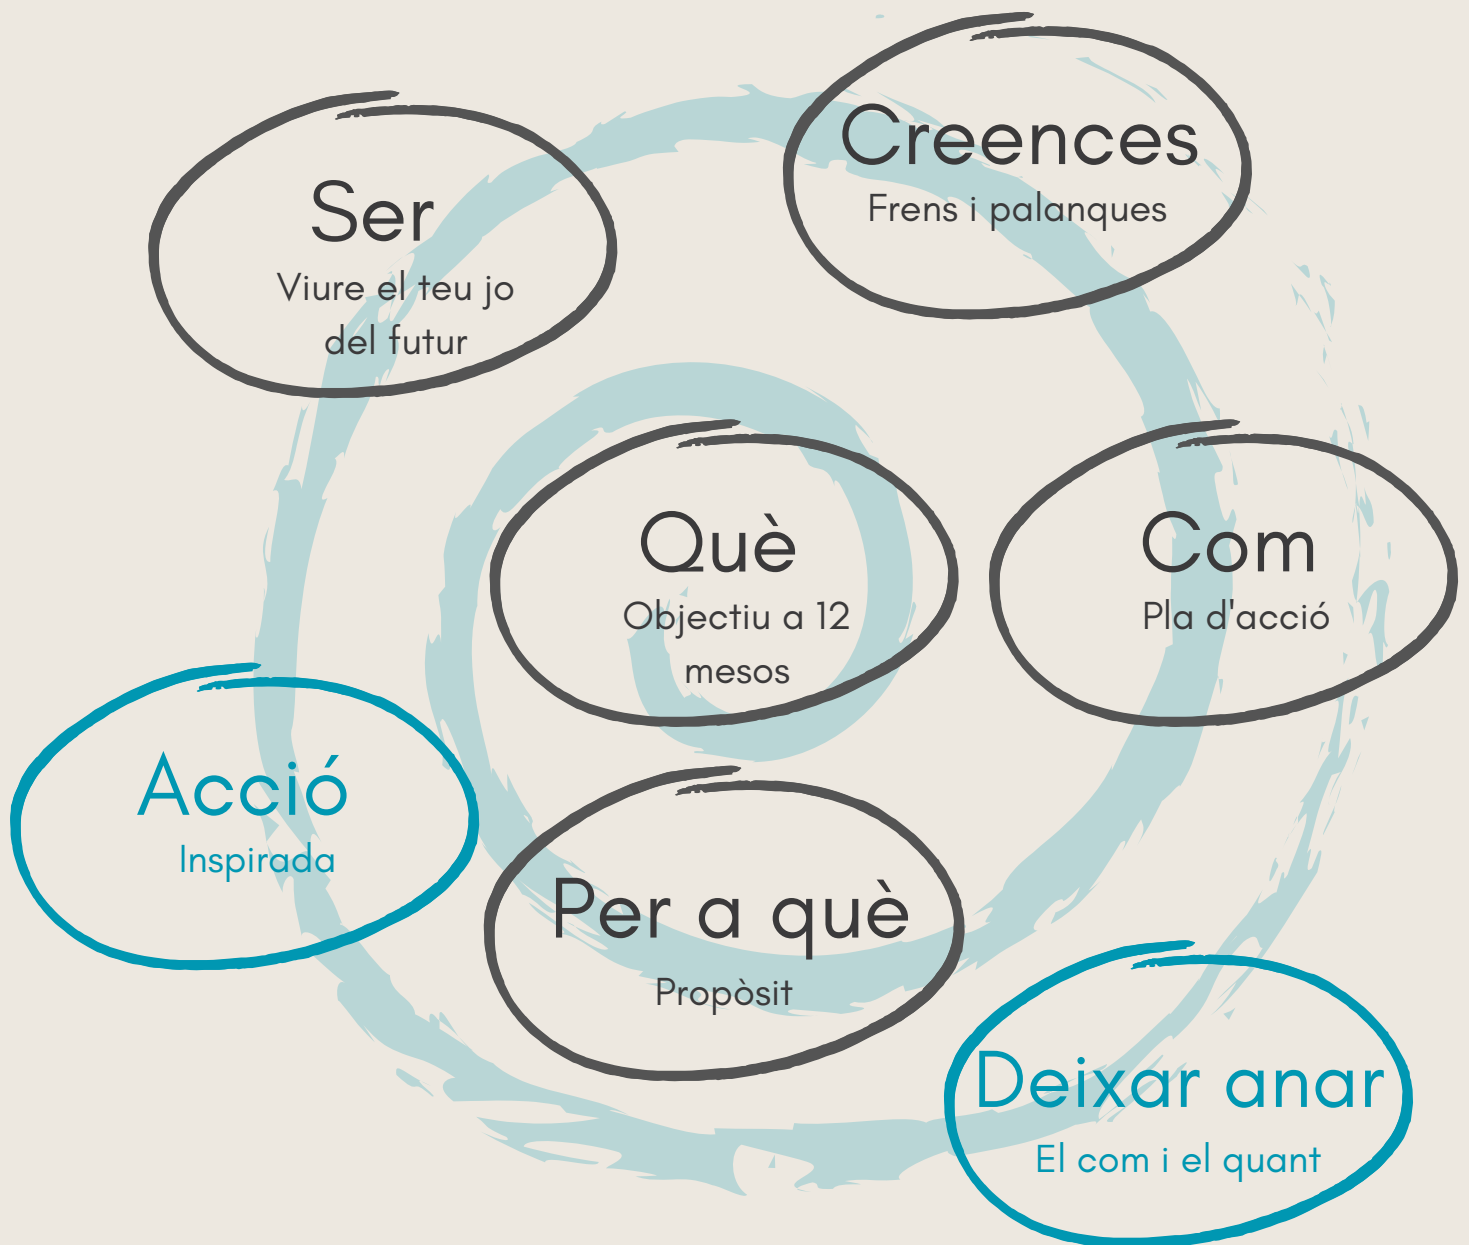 Creences
Frens i palanques
Ser
Viure el teu jo
del futur
Què
Objectiu a 12
mesos
Com
Pla d'acció
Acció
Inspirada
Per a què
Propòsit
Deixar anar
El com i el quant